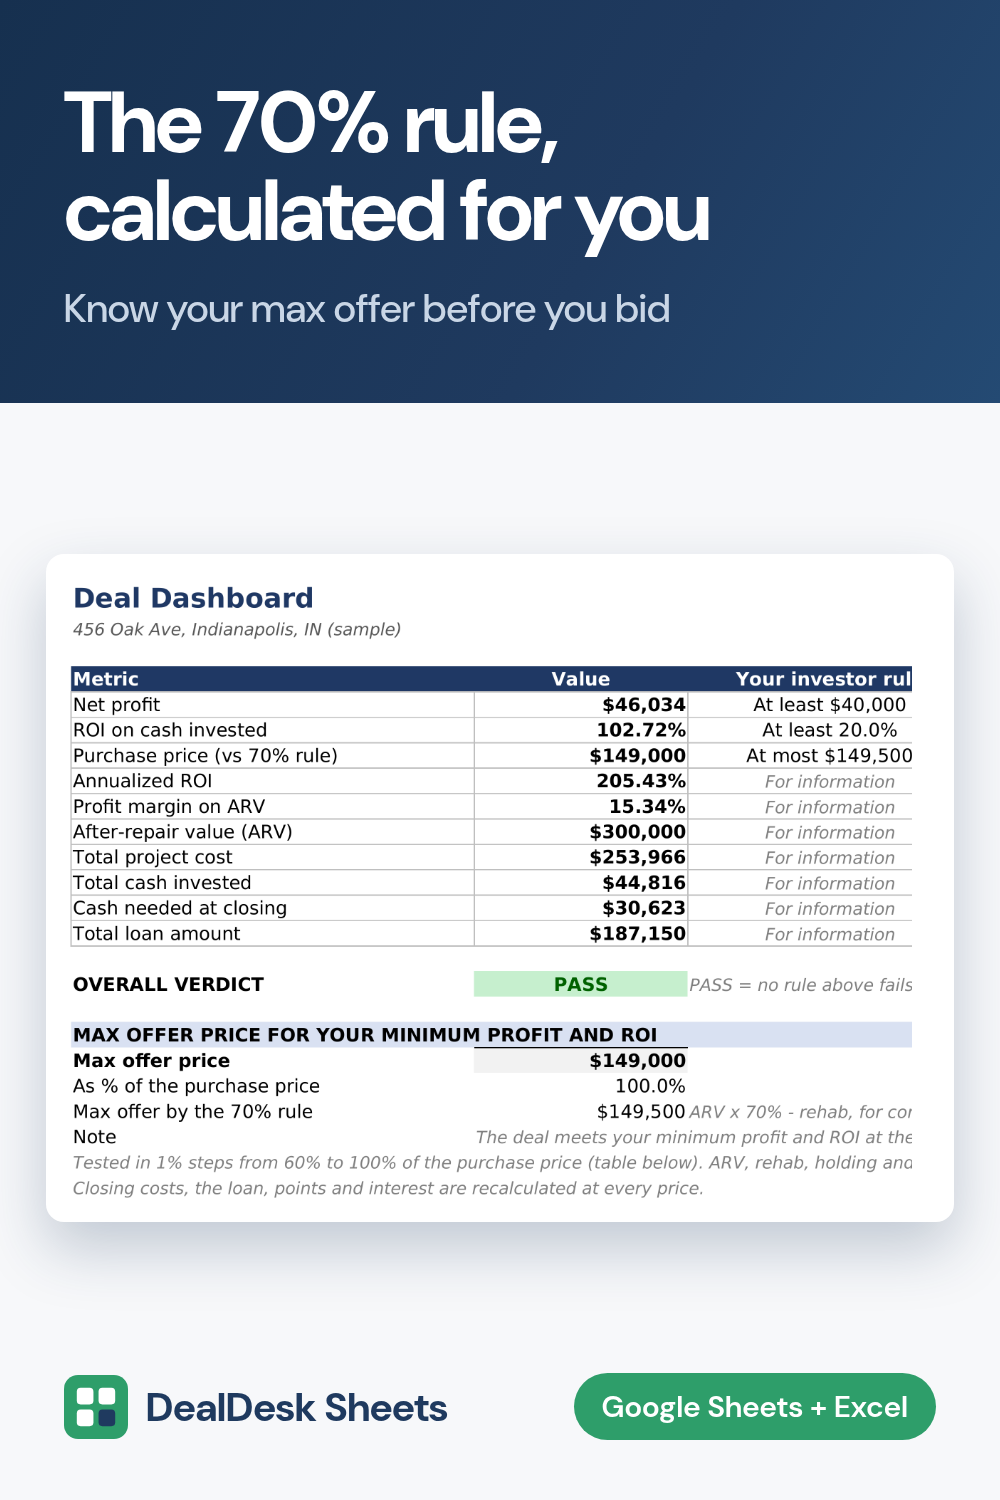 The 70% rule,
calculated for you
Know your max offer before you bid
Deal Dashboard
456 Oak Ave, Indianapolis, IN (sample)
Metric Value Your investor rul
Net profit $46,034 At least $40,000
ROI on cash invested 102.72% At least 20.0%
Purchase price (vs 70% rule) $149,000 At most $149,500
Annualized ROI 205.43% For information
Profit margin on ARV 15.34% For information
After-repair value (ARV) $300,000 For information
Total project cost $253,966 For information
Total cash invested $44,816 For information
Cash needed at closing $30,623 For information
Total loan amount $187,150 For information
OVERALL VERDICT PASS PASS = no rule above fails
MAX OFFER PRICE FOR YOUR MINIMUM PROFIT AND ROI
Max offer price $149,000
As % of the purchase price 100.0%
Max offer by the 70% rule $149,500 ARV x 70% - rehab, for cor
Note The deal meets your minimum profit and ROI at the
Tested in 1% steps from 60% to 100% of the purchase price (table below). ARV, rehab, holding and
Closing costs, the loan, points and interest are recalculated at every price.
DealDesk Sheets
Google Sheets + Excel